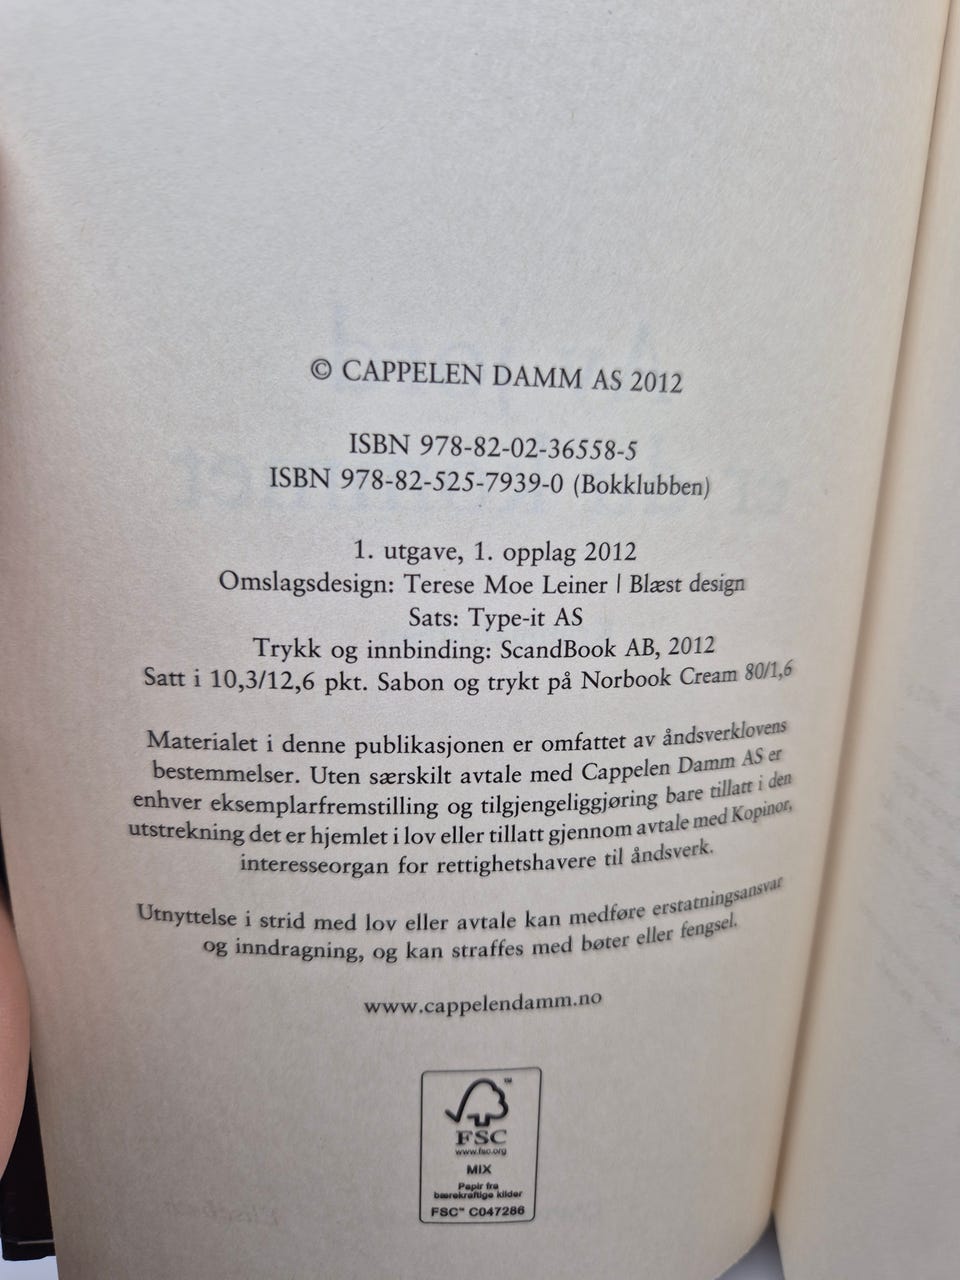 © CAPPELEN DAMM AS 2012
ISBN 978-82-02-36558-5
ISBN 978-82-525-7939-0 (Bokklubben)
1. utgave, 1. opplag 2012
Omslagsdesign: Terese Moe Leiner | Blæst design
Sats: Type-it AS
Trykk og innbinding: ScandBook AB, 2012
Satt i 10,3/12,6 pkt. Sabon og trykt på Norbook Cream 80/1,6
Materialet i denne publikasjonen er omfattet av åndsverklovens
bestemmelser. Uten særskilt avtale med Cappelen Damm AS er
enhver eksemplarfremstilling og tilgjengeliggjøring bare tillatt i den
utstrekning det er hjemlet i lov eller tillatt gjennom avtale med Kopinor,
interesseorgan for rettighetshavere til åndsverk.
Utnyttelse i strid med lov eller avtale kan medføre erstatningsansvar
og inndragning, og kan straffes med bøter eller fengsel.
www.cappelendamm.no
™
FSC
www.fsc.org
MIX
Papir fra
bærekraftige kilder
FSC™ C047286